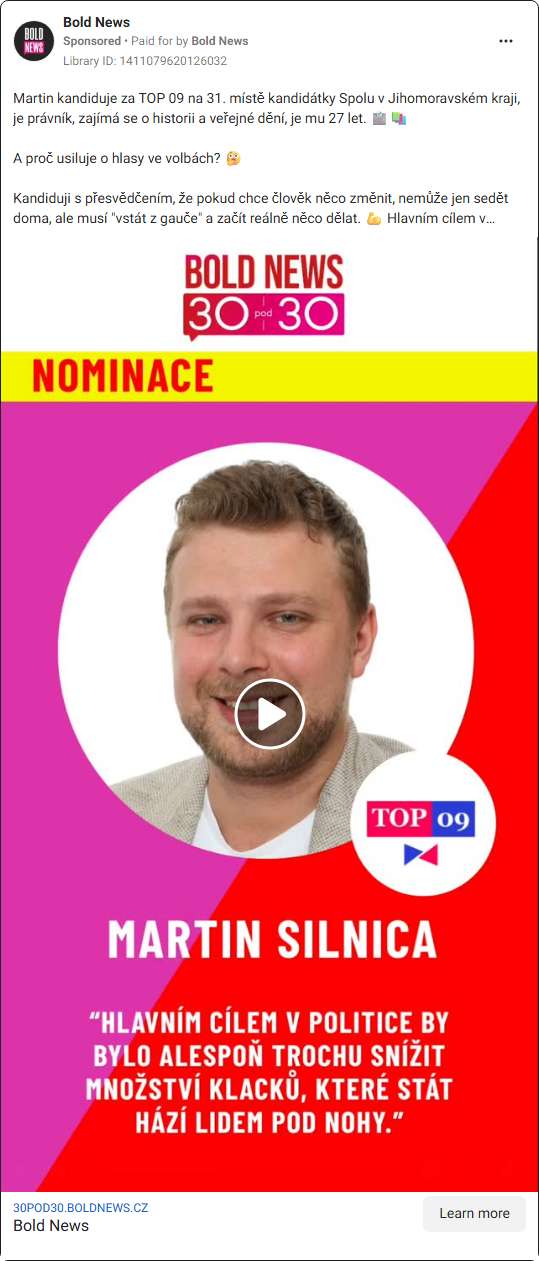 Bold News
Sponsored • Paid for by Bold News
Library ID: 1411079620126032
Martin kandiduje za TOP 09 na 31. místě kandidátky Spolu v Jihomoravském kraji,
je právník, zajímá se o historii a veřejné dění, je mu 27 let. 
A proč usiluje o hlasy ve volbách? 🤔
Kandiduji s přesvědčením, že pokud chce člověk něco změnit, nemůže jen sedět
doma, ale musí "vstát z gauče" a začít reálně něco dělat. 💪 Hlavním cílem v...
BOLD NEWS
30 pod 30
NOMINACE
TOP 09
MARTIN SILNICA
“HLAVNÍM CÍLEM V POLITICE BY
BYLO ALESPOŇ TROCHU SNÍŽIT
MNOŽSTVÍ KLACKŮ, KTERÉ STÁT
HÁZÍ LIDEM POD NOHY.”
30POD30.BOLDNEWS.CZ
Bold News
Learn more